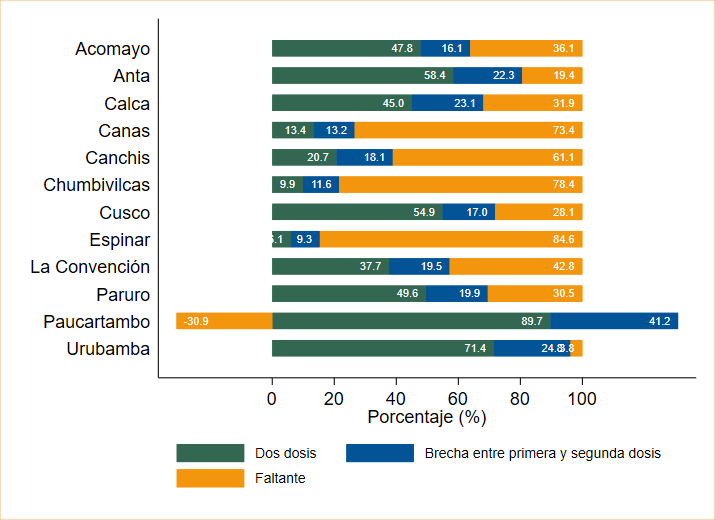 Acomayo 47.8 16.1 36.1
Anta 58.4 22.3 19.4
Calca 45.0 23.1 31.9
Canas 13.4 13.2 73.4
Canchis 20.7 18.1 61.1
Chumbivilcas 9.9 11.6 78.4
Cusco 54.9 17.0 28.1
Espinar 9.3 84.6
La Convención 37.7 19.5 42.8
Paruro 49.6 19.9 30.5
Paucartambo -30.9 89.7 41.2
Urubamba 71.4 24.8 3.8
0 20 40 60 80 100
Porcentaje (%)
Dos dosis Brecha entre primera y segunda dosis
Faltante